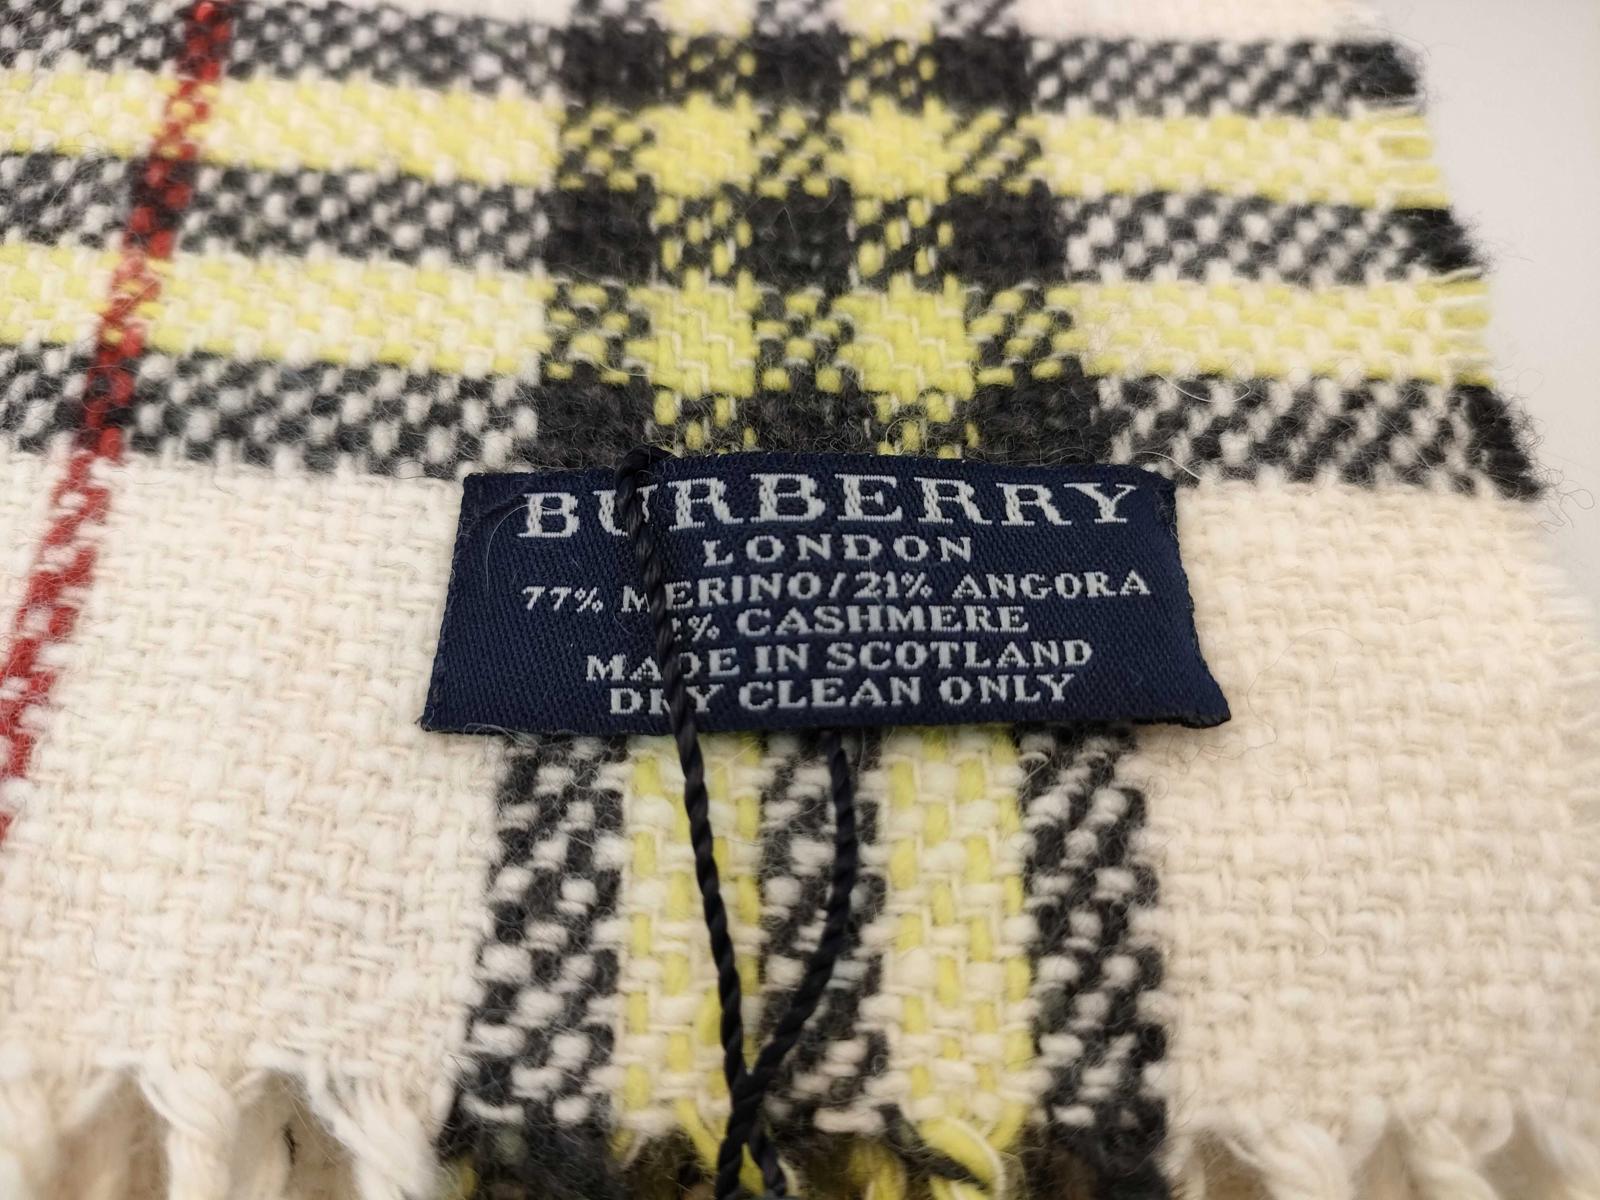 BURBERRY
LONDON
77% MERINO/21% ANGORA
2% CASHMERE
MADE IN SCOTLAND
DRY CLEAN ONLY